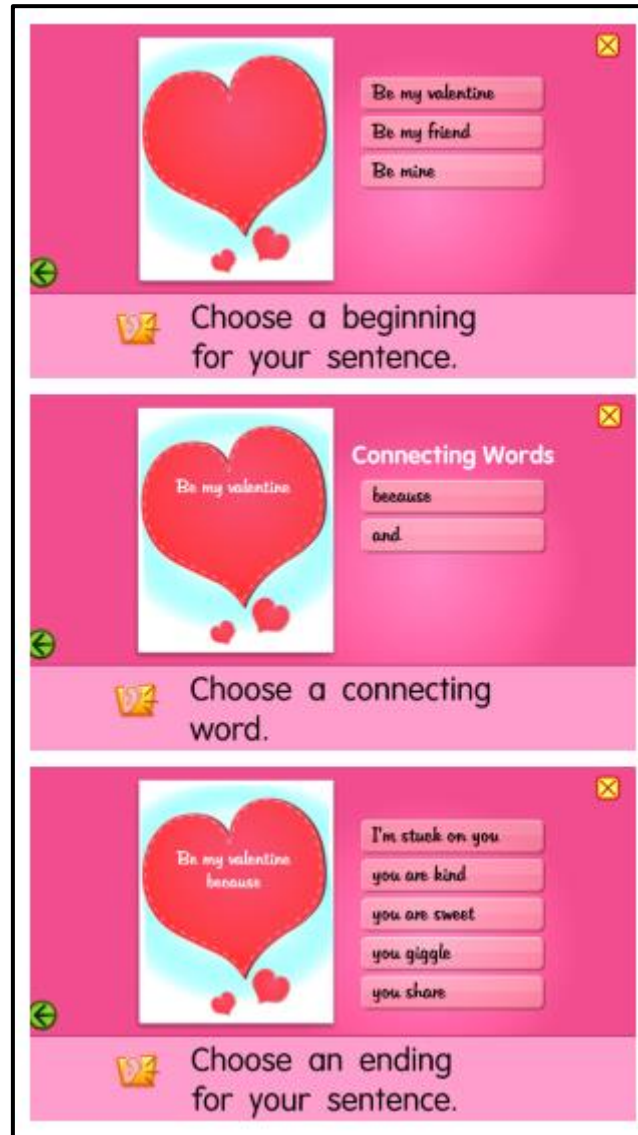 Be my valentine
Be my friend
Be mine
Choose a beginning
for your sentence.
Be my valentine
Connecting Words
because
and
Choose a connecting
word.
Be my valentine
because
I'm stuck on you
you are kind
you are sweet
you giggle
you share
Choose an ending
for your sentence.